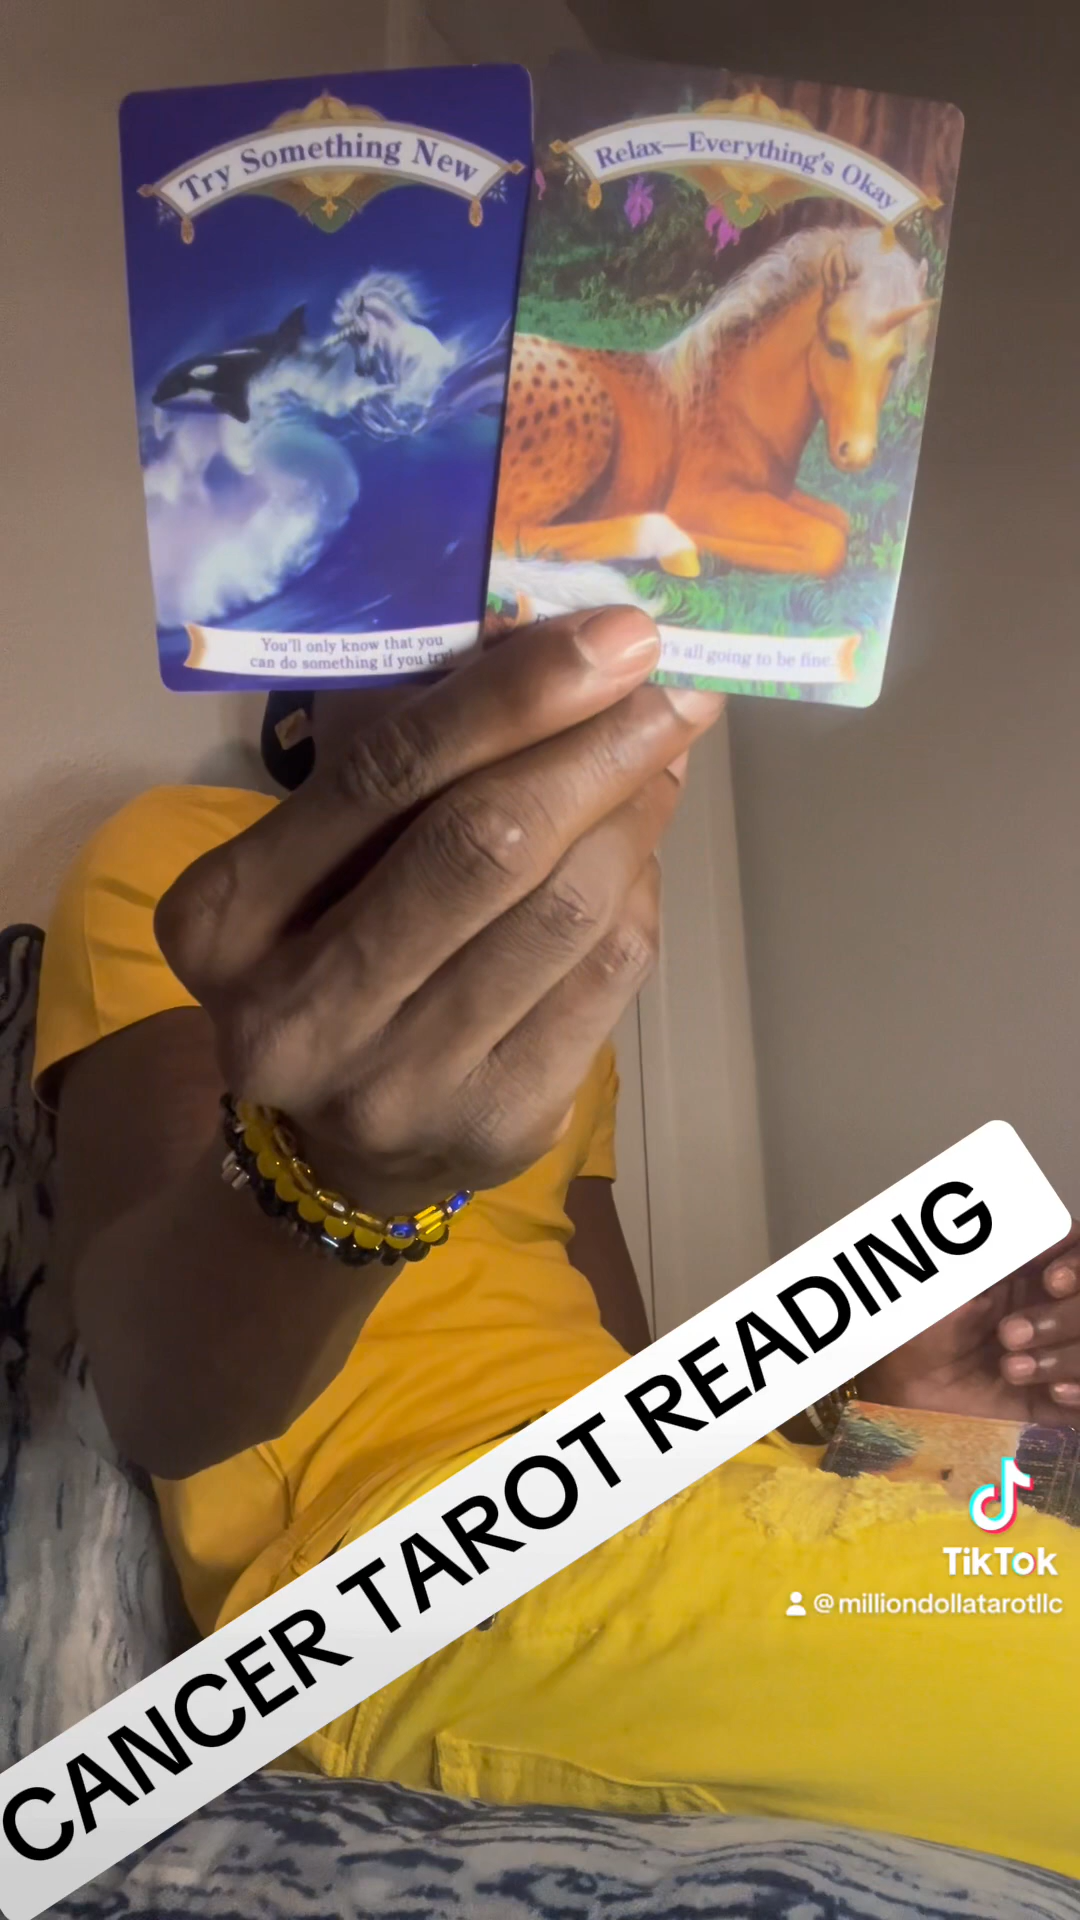 Try Something New
Relax—Everything's Okay
You'll only know that you
can do something if you try!
t's all going to be fine.
CANCER TAROT READING
TikTok
@milliondollatarotllc